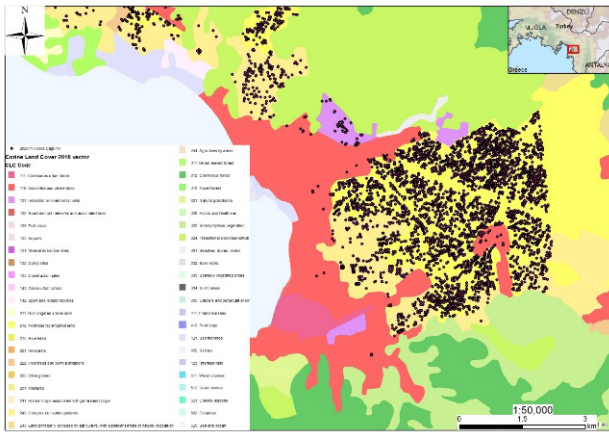 N
DENİZLİ
MUĞLA
Turkey
ANTALYA
Greece
Corine Land Cover 2018 vector
CLC Code
111 Continuous urban fabric
112 Discontinuous urban fabric
121 Industrial or commercial units
122 Road and rail networks and associated land
123 Port areas
124 Airports
131 Mineral extraction sites
132 Dump sites
133 Construction sites
141 Green urban areas
142 Sport and leisure facilities
211 Non-irrigated arable land
212 Permanently irrigated land
213 Rice fields
221 Vineyards
222 Fruit trees and berry plantations
223 Olive groves
231 Pastures
241 Annual crops associated with permanent crops
242 Complex cultivation patterns
243 Land principally occupied by agriculture, with significant areas of natural vegetation
244 Agro-forestry areas
311 Broad-leaved forest
312 Coniferous forest
313 Mixed forest
321 Natural grasslands
322 Moors and heathland
323 Sclerophyllous vegetation
324 Transitional woodland-shrub
331 Beaches, dunes, sands
332 Bare rocks
333 Sparsely vegetated areas
334 Burnt areas
335 Glaciers and perpetual snow
411 Inland marshes
412 Peat bogs
421 Salt marshes
422 Salines
423 Intertidal flats
511 Water courses
512 Water bodies
521 Coastal lagoons
522 Estuaries
523 Sea and ocean
1:50,000
0 1.5 3
km